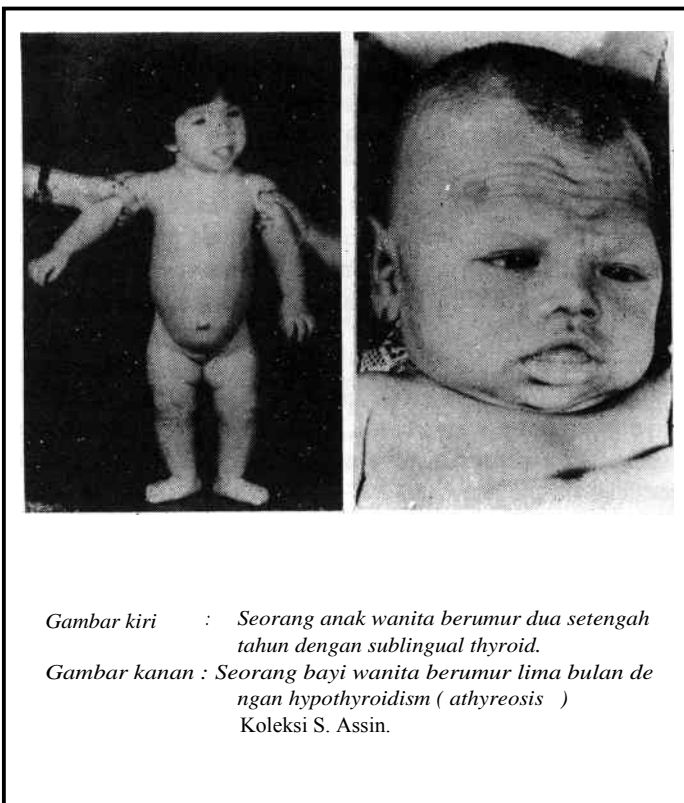 Gambar kiri : Seorang anak wanita berumur dua setengah
tahun dengan sublingual thyroid.
Gambar kanan : Seorang bayi wanita berumur lima bulan de
ngan hypothyroidism ( athyreosis )
Koleksi S. Assin.